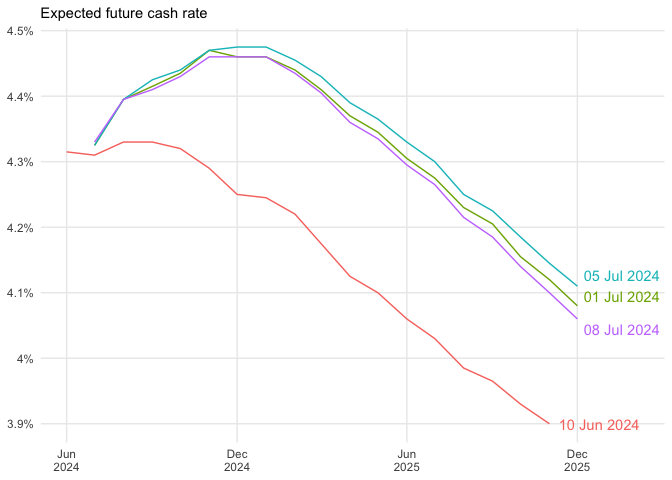 Expected future cash rate
4.5%
4.4%
4.3%
4.2%
4.1%
4%
3.9%
05 Jul 2024
01 Jul 2024
08 Jul 2024
10 Jun 2024
Jun
2024
Dec
2024
Jun
2025
Dec
2025